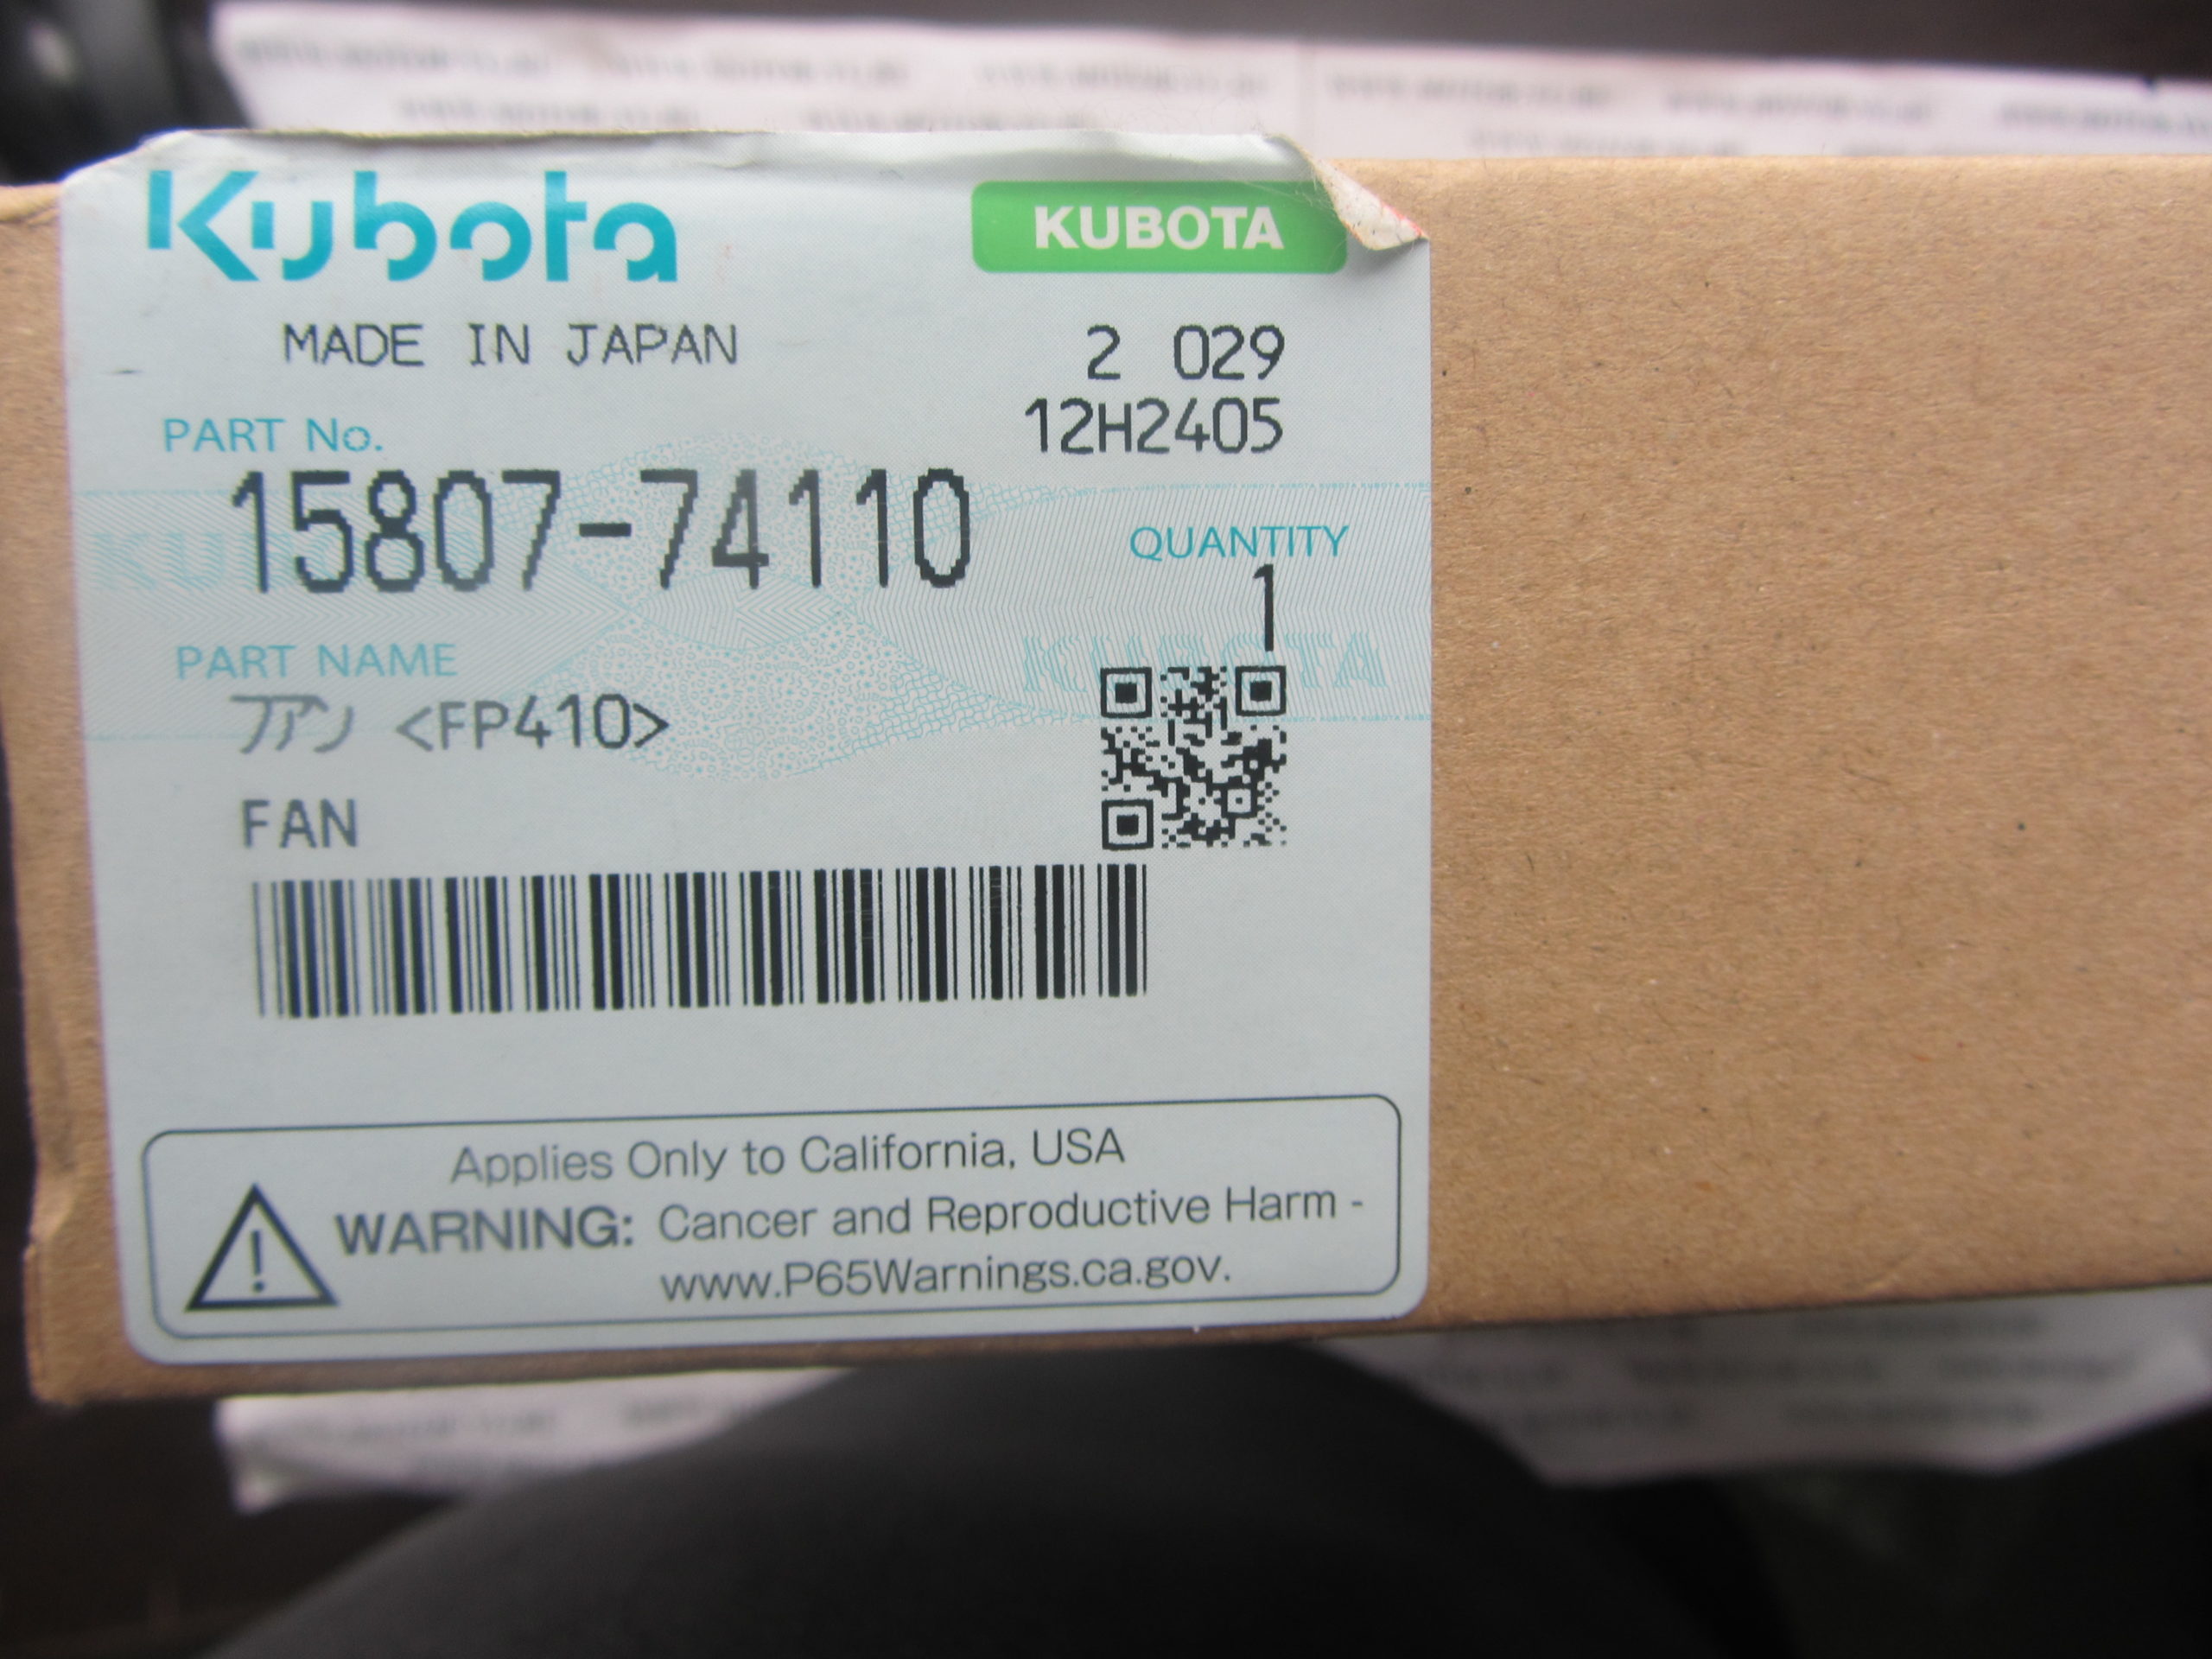 Kubota
KUBOTA
MADE IN JAPAN
2 029
12H2405
PART No.
15807-74110
QUANTITY
1
PART NAME
ファン <FP410>
FAN
KUBOTA
Applies Only to California, USA
WARNING: Cancer and Reproductive Harm -
www.P65Warnings.ca.gov.